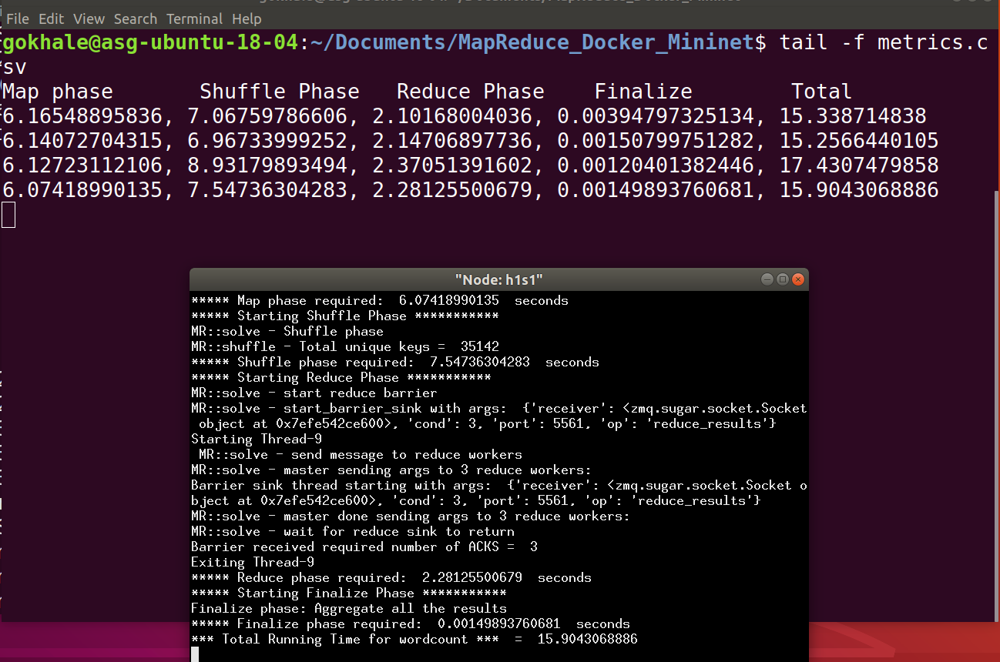 File Edit View Search Terminal Help
gokhale@asg-ubuntu-18-04:~/Documents/MapReduce_Docker_Mininet$ tail -f metrics.c
sv
Map phase Shuffle Phase Reduce Phase Finalize Total
6.16548895836, 7.06759786606, 2.10168004036, 0.00394797325134, 15.338714838
6.14072704315, 6.96733999252, 2.14706897736, 0.00150799751282, 15.2566440105
6.12723112106, 8.93179893494, 2.37051391602, 0.00120401382446, 17.4307479858
6.07418990135, 7.54736304283, 2.28125500679, 0.00149893760681, 15.9043068886
"Node: h1s1"
***** Map phase required:  6.07418990135  seconds
***** Starting Shuffle Phase ***********
MR::solve - Shuffle phase
MR::shuffle - Total unique keys =  35142
***** Shuffle phase required:  7.54736304283  seconds
***** Starting Reduce Phase ***********
MR::solve - start reduce barrier
MR::solve - start_barrier_sink with args:  {'receiver': <zmq.sugar.socket.Socket
 object at 0x7efe542ce600>, 'cond': 3, 'port': 5561, 'op': 'reduce_results'}
Starting Thread-9
 MR::solve - send message to reduce workers
MR::solve - master sending args to 3 reduce workers:
Barrier sink thread starting with args:  {'receiver': <zmq.sugar.socket.Socket o
bject at 0x7efe542ce600>, 'cond': 3, 'port': 5561, 'op': 'reduce_results'}
MR::solve - master done sending args to 3 reduce workers:
MR::solve - wait for reduce sink to return
Barrier received required number of ACKS =  3
Exiting Thread-9
***** Reduce phase required:  2.28125500679  seconds
***** Starting Finalize Phase ***********
Finalize phase: Aggregate all the results
***** Finalize phase required:  0.00149893760681  seconds
*** Total Running Time for wordcount ***  =  15.9043068886